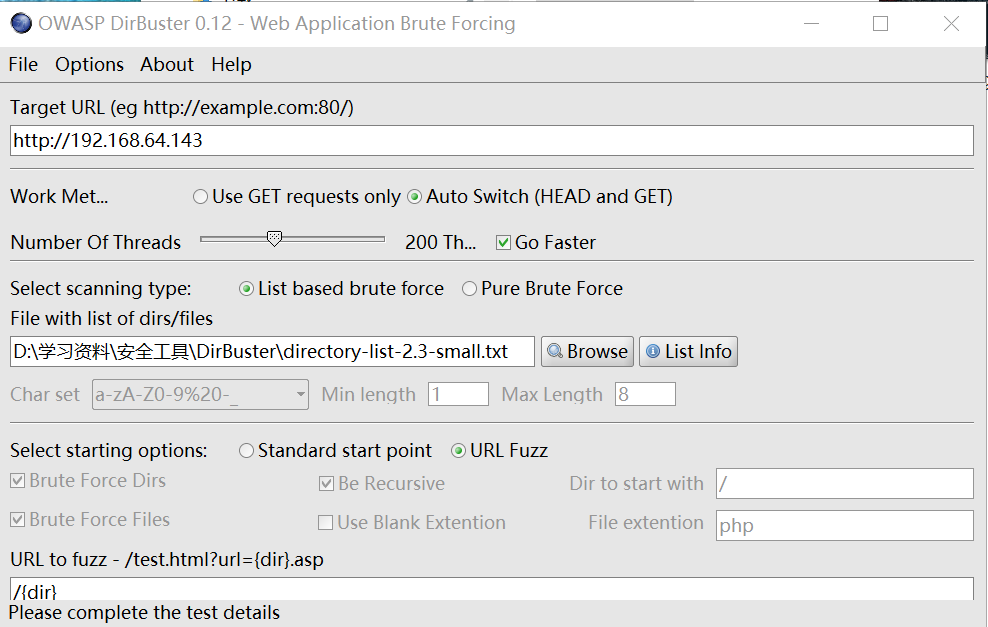 OWASP DirBuster 0.12 - Web Application Brute Forcing
File Options About Help
Target URL (eg http://example.com:80/)
http://192.168.64.143
Work Met... Use GET requests only Auto Switch (HEAD and GET)
Number Of Threads 200 Th... Go Faster
Select scanning type: List based brute force Pure Brute Force
File with list of dirs/files
D:\学习资料\安全工具\DirBuster\directory-list-2.3-small.txt Browse List Info
Char set a-zA-Z0-9%20-_ Min length 1 Max Length 8
Select starting options: Standard start point URL Fuzz
Brute Force Dirs Be Recursive Dir to start with /
Brute Force Files Use Blank Extention File extention php
URL to fuzz - /test.html?url={dir}.asp
/{dir}
Please complete the test details